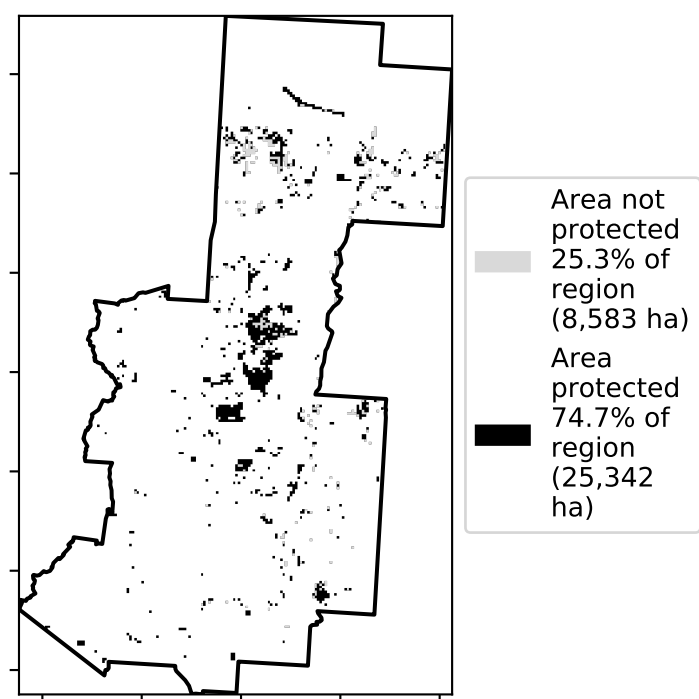 Area not
protected
25.3% of
region
(8,583 ha)
Area
protected
74.7% of
region
(25,342
ha)